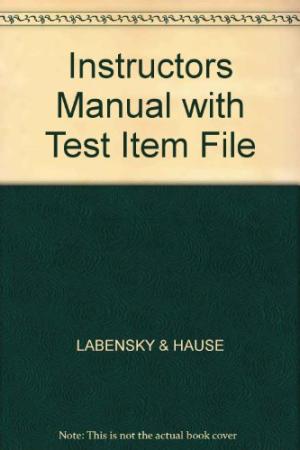 Instructors
Manual with
Test Item File
LABENSKY & HAUSE
Note: This is not the actual book cover